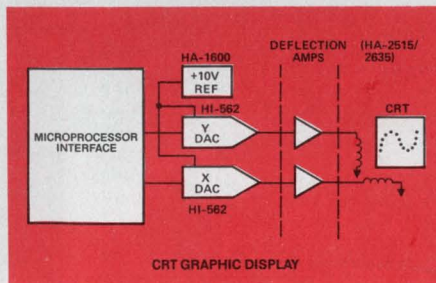 DEFLECTION AMPS
(HA-2515/2635)
HA-1600
+10V
REF
HI-562
CRT
MICROPROCESSOR
INTERFACE
Y
DAC
X
DAC
HI-562
CRT GRAPHIC DISPLAY